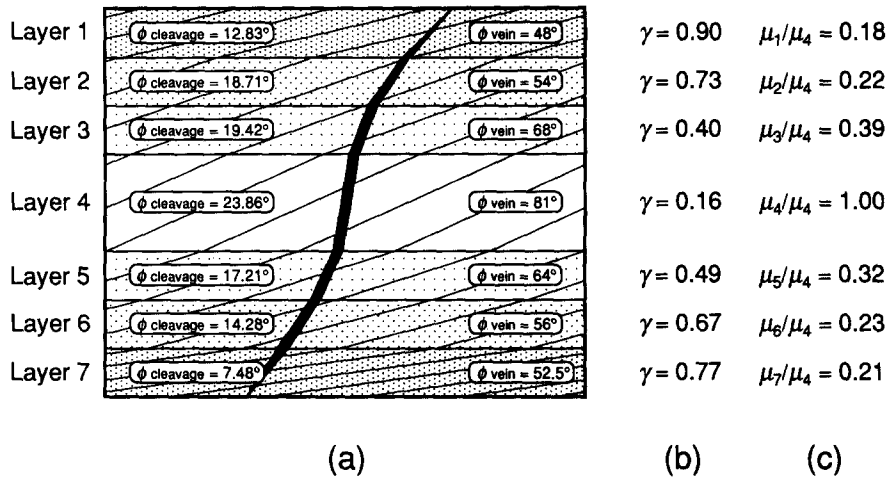 Layer 1 ϕ cleavage = 12.83° ϕ vein = 48° γ = 0.90 μ1/μ4 = 0.18
Layer 2 ϕ cleavage = 18.71° ϕ vein = 54° γ = 0.73 μ2/μ4 = 0.22
Layer 3 ϕ cleavage = 19.42° ϕ vein = 68° γ = 0.40 μ3/μ4 = 0.39
Layer 4 ϕ cleavage = 23.86° ϕ vein = 81° γ = 0.16 μ4/μ4 = 1.00
Layer 5 ϕ cleavage = 17.21° ϕ vein = 64° γ = 0.49 μ5/μ4 = 0.32
Layer 6 ϕ cleavage = 14.28° ϕ vein = 56° γ = 0.67 μ6/μ4 = 0.23
Layer 7 ϕ cleavage = 7.48° ϕ vein = 52.5° γ = 0.77 μ7/μ4 = 0.21
(a) (b) (c)